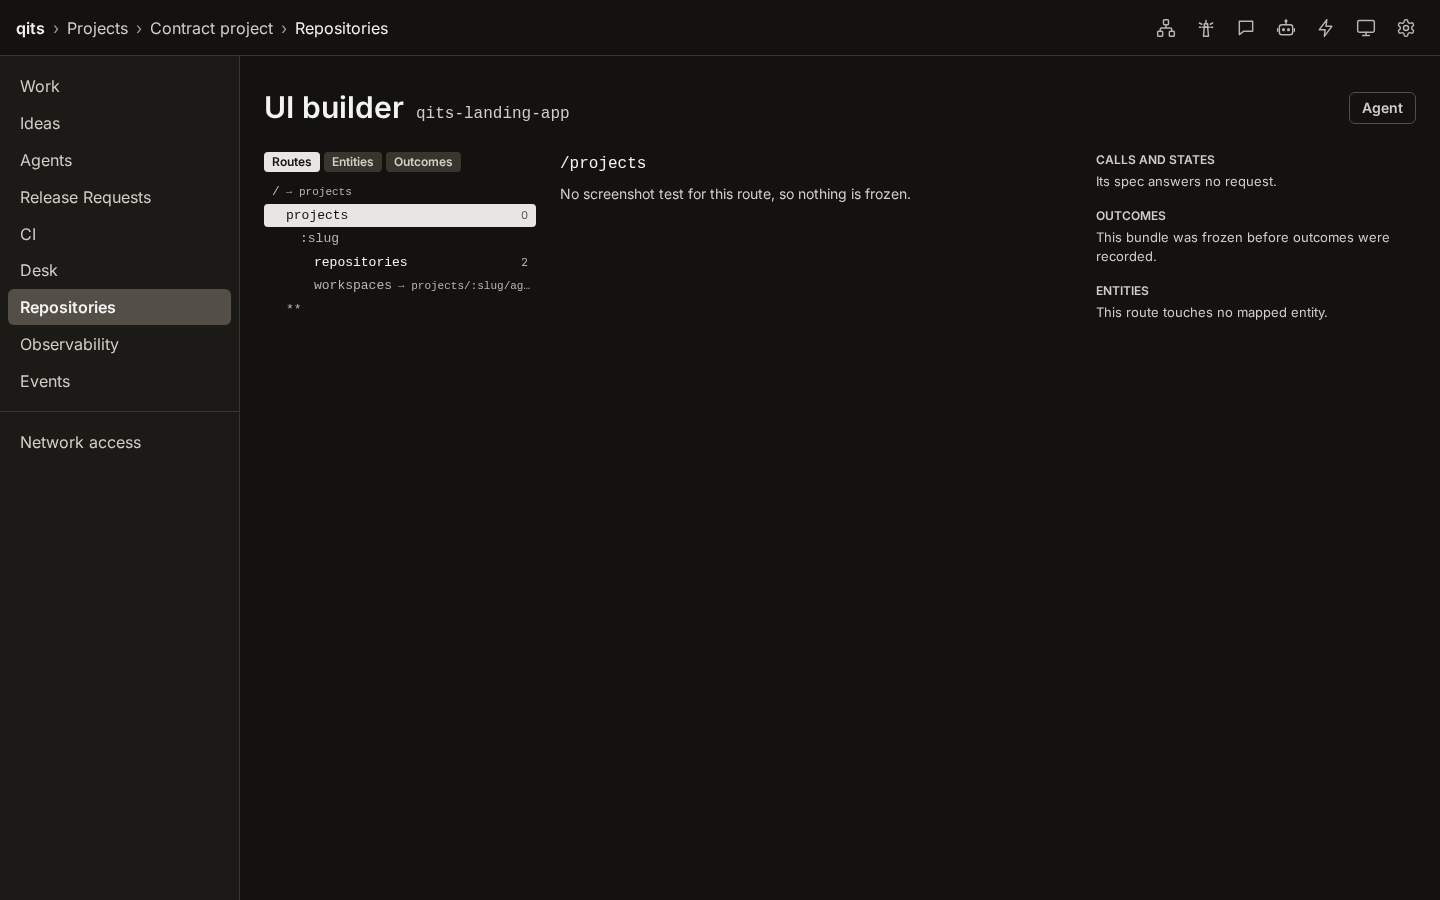 qits › Projects › Contract project › Repositories
Work
Ideas
Agents
Release Requests
CI
Desk
Repositories
Observability
Events
Network access
UI builder qits-landing-app
Agent
Routes Entities Outcomes
/ → projects
projects 0
:slug
repositories 2
workspaces → projects/:slug/ag…
**
/projects
No screenshot test for this route, so nothing is frozen.
CALLS AND STATES
Its spec answers no request.
OUTCOMES
This bundle was frozen before outcomes were
recorded.
ENTITIES
This route touches no mapped entity.